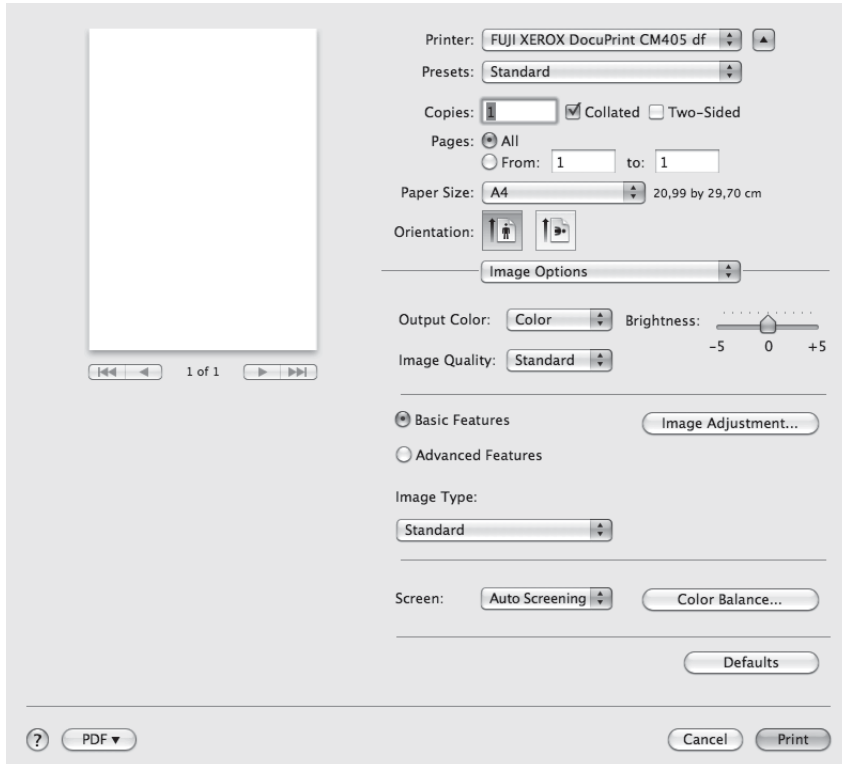 Printer: FUJI XEROX DocuPrint CM405 df
Presets: Standard
Copies: 1 Collated Two-Sided
Pages: All
From: 1 to: 1
Paper Size: A4 20,99 by 29,70 cm
Orientation:
Image Options
Output Color: Color Brightness:
-5 0 +5
Image Quality: Standard
1 of 1
Basic Features Image Adjustment...
Advanced Features
Image Type:
Standard
Screen: Auto Screening Color Balance...
Defaults
? PDF Cancel Print